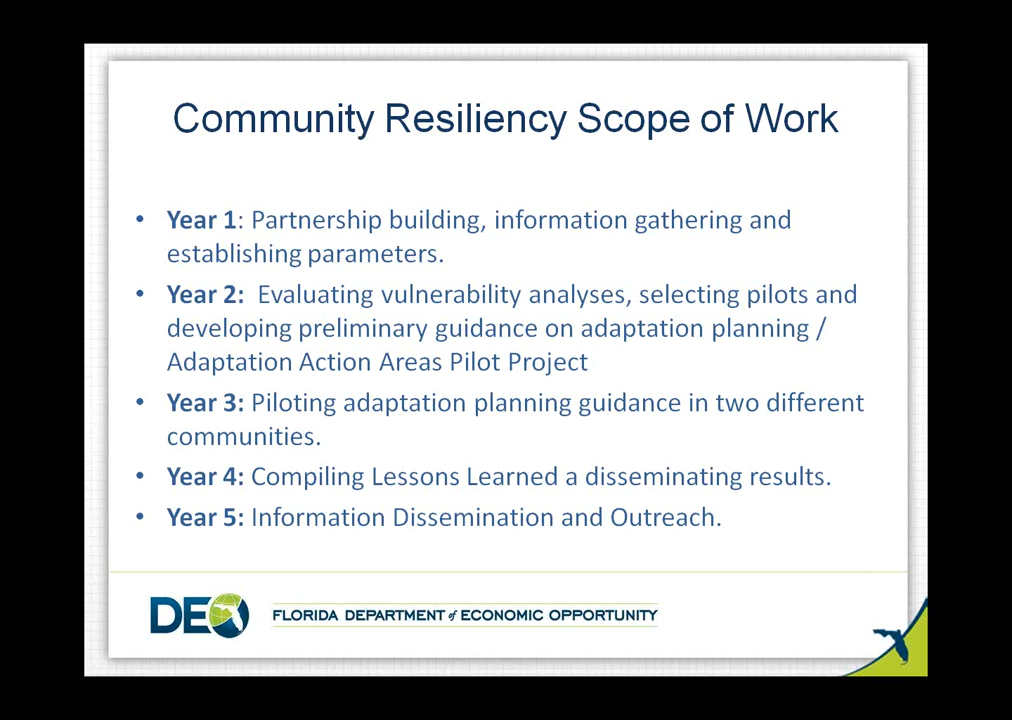 Community Resiliency Scope of Work
• Year 1: Partnership building, information gathering and
establishing parameters.
• Year 2: Evaluating vulnerability analyses, selecting pilots and
developing preliminary guidance on adaptation planning /
Adaptation Action Areas Pilot Project
• Year 3: Piloting adaptation planning guidance in two different
communities.
• Year 4: Compiling Lessons Learned a disseminating results.
• Year 5: Information Dissemination and Outreach.
DEO
FLORIDA DEPARTMENT of ECONOMIC OPPORTUNITY